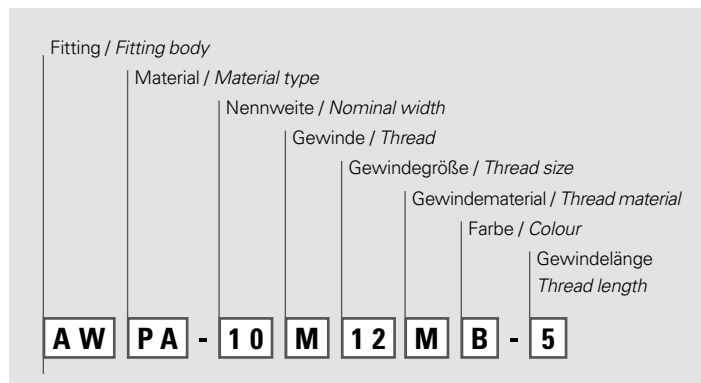 Fitting / Fitting body
Material / Material type
Nennweite / Nominal width
Gewinde / Thread
Gewindegröße / Thread size
Gewindematerial / Thread material
Farbe / Colour
Gewindelänge
Thread length
AW PA - 10 M 12 M B - 5